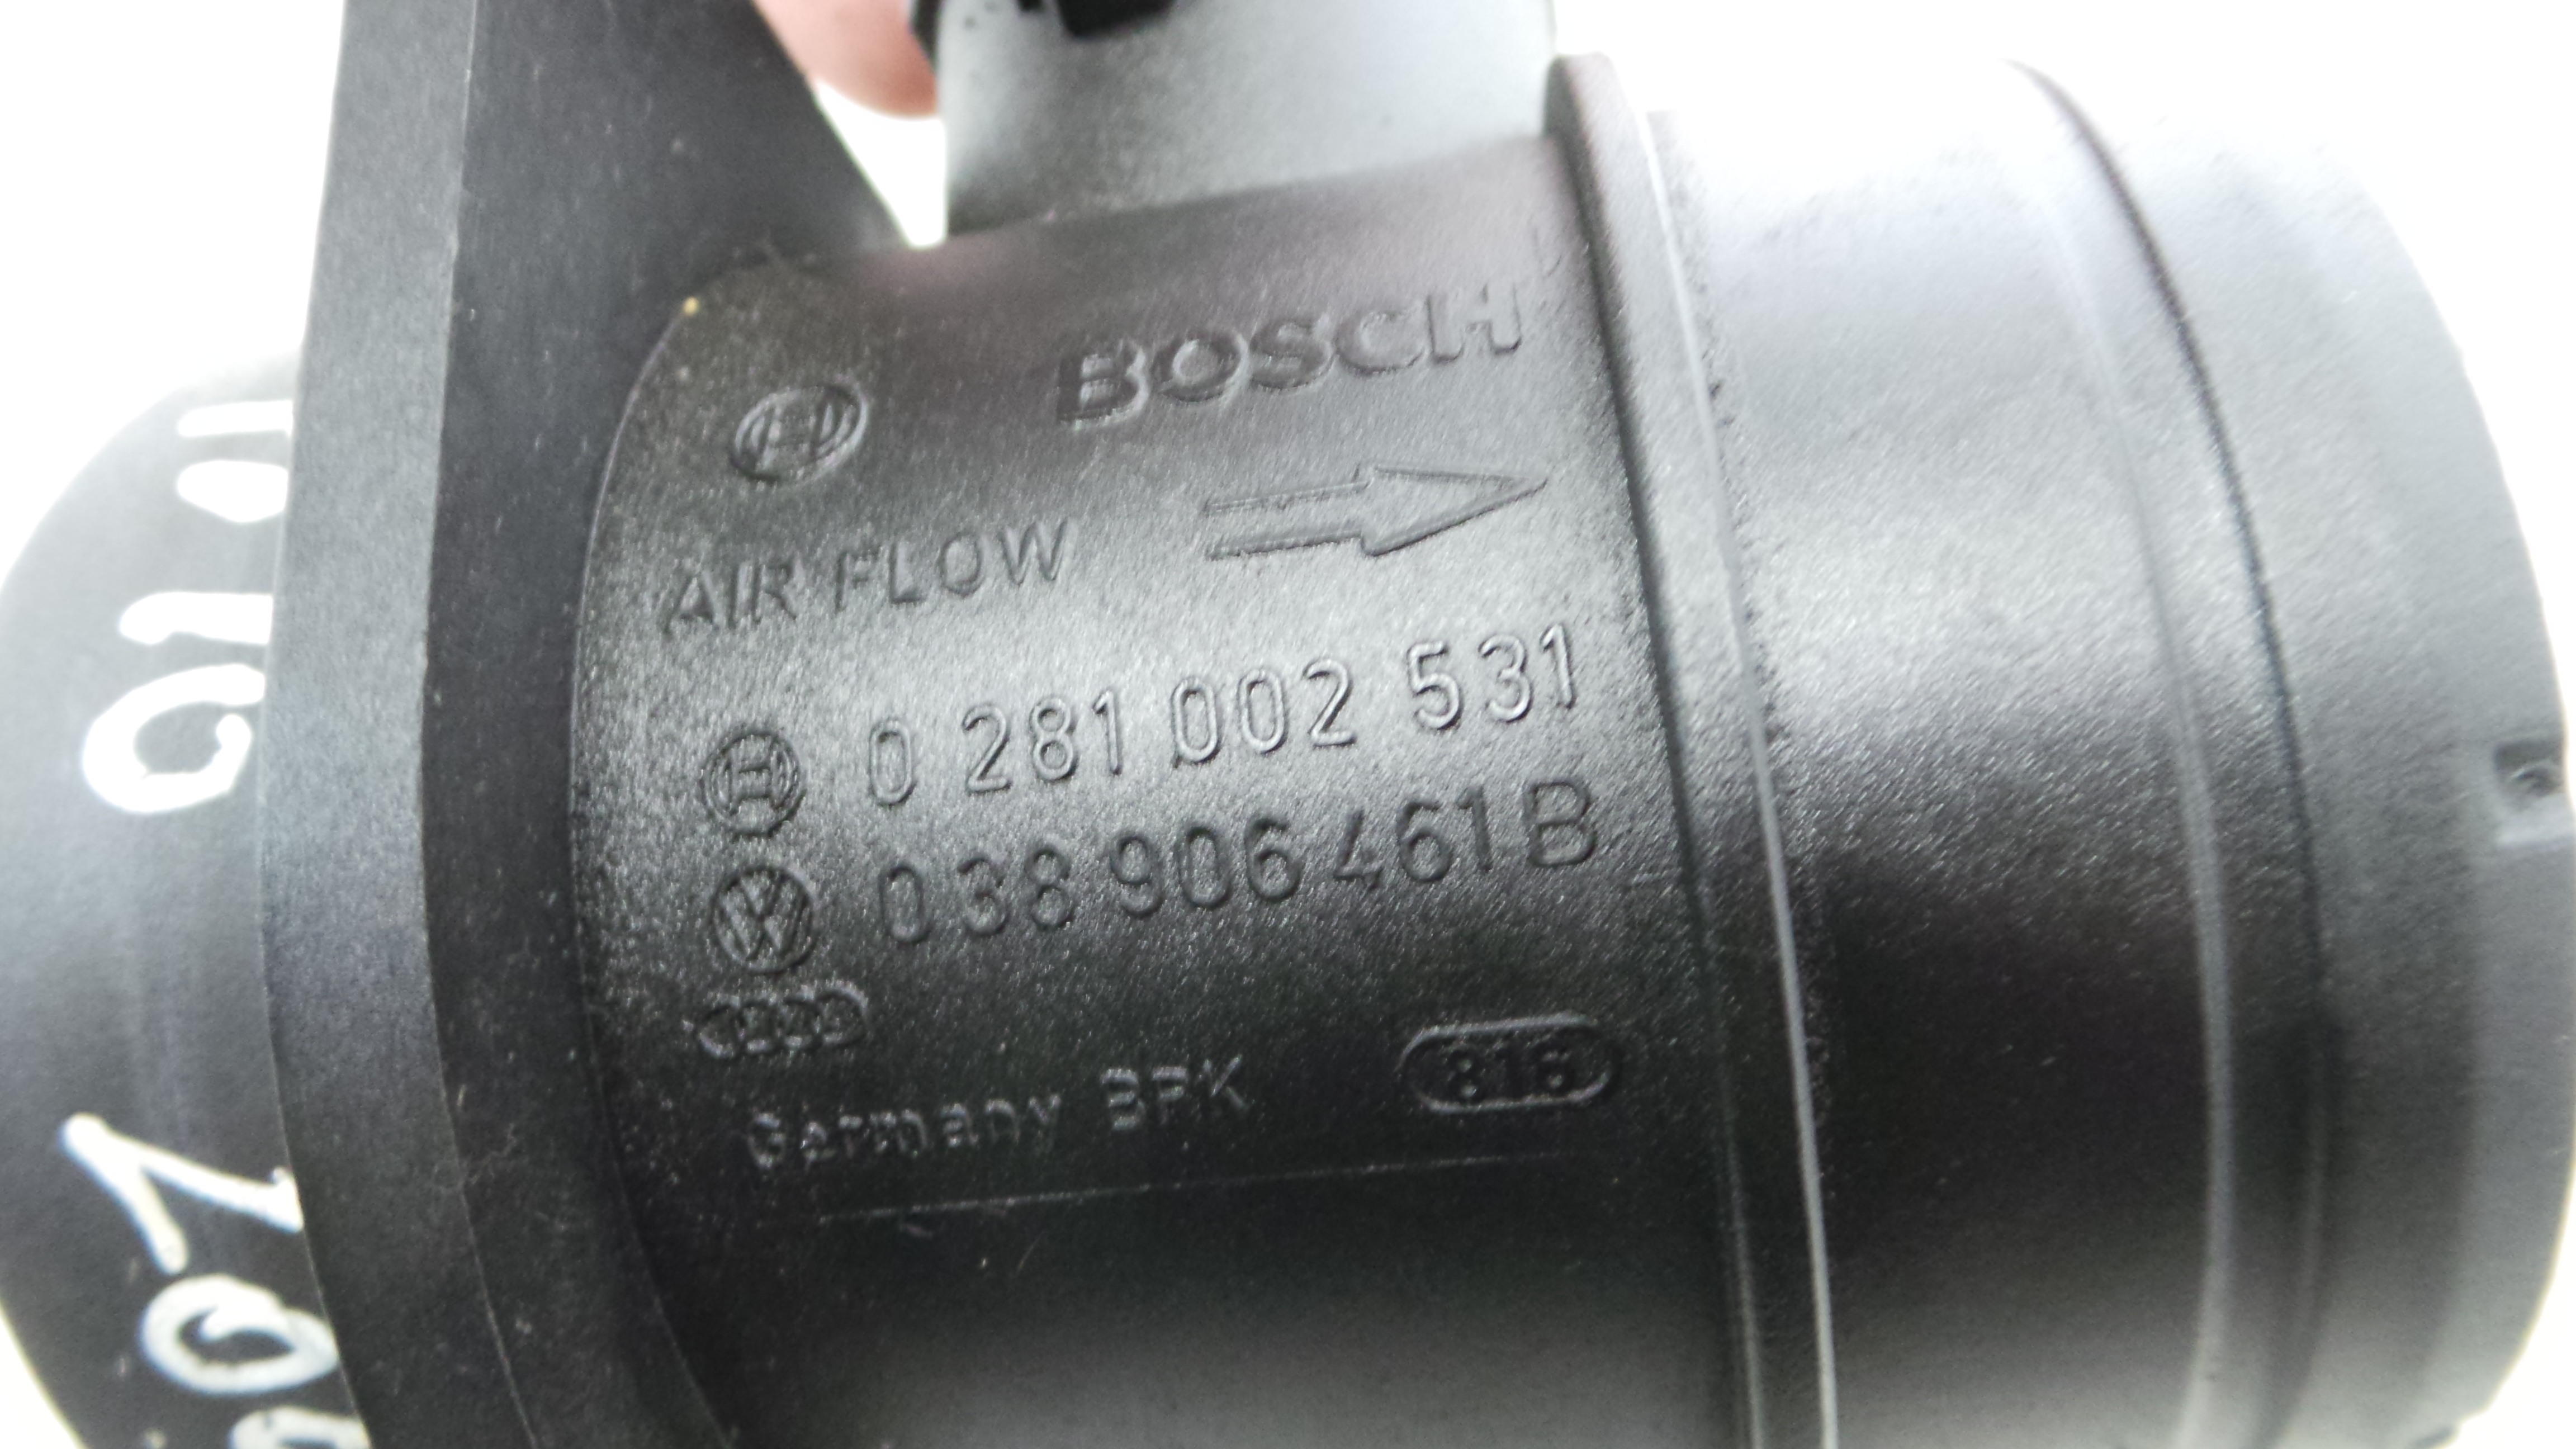 BOSCH
AIR FLOW
0 281 002 531
038 906 461 B
Germany BPK
816